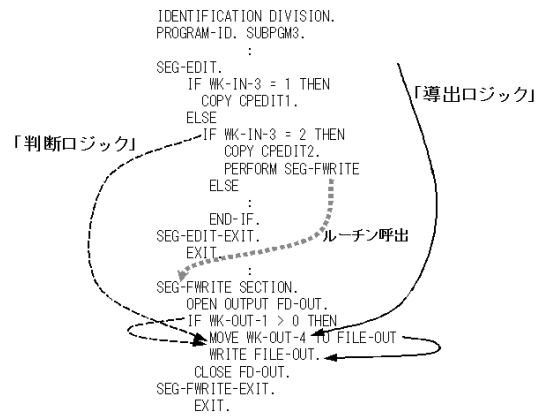 IDENTIFICATION DIVISION.
PROGRAM-ID. SUBPGM3.
:
SEG-EDIT.
IF WK-IN-3 = 1 THEN
COPY CPEDIT1.
「導出ロジック」
ELSE
「判断ロジック」
IF WK-IN-3 = 2 THEN
COPY CPEDIT2.
PERFORM SEG-FWRITE
ELSE
:
END-IF.
SEG-EDIT-EXIT.
ルーチン呼出
EXIT.
:
SEG-FWRITE SECTION.
OPEN OUTPUT FD-OUT.
IF WK-OUT-1 > 0 THEN
MOVE WK-OUT-4 TO FILE-OUT
WRITE FILE-OUT.
CLOSE FD-OUT.
SEG-FWRITE-EXIT.
EXIT.